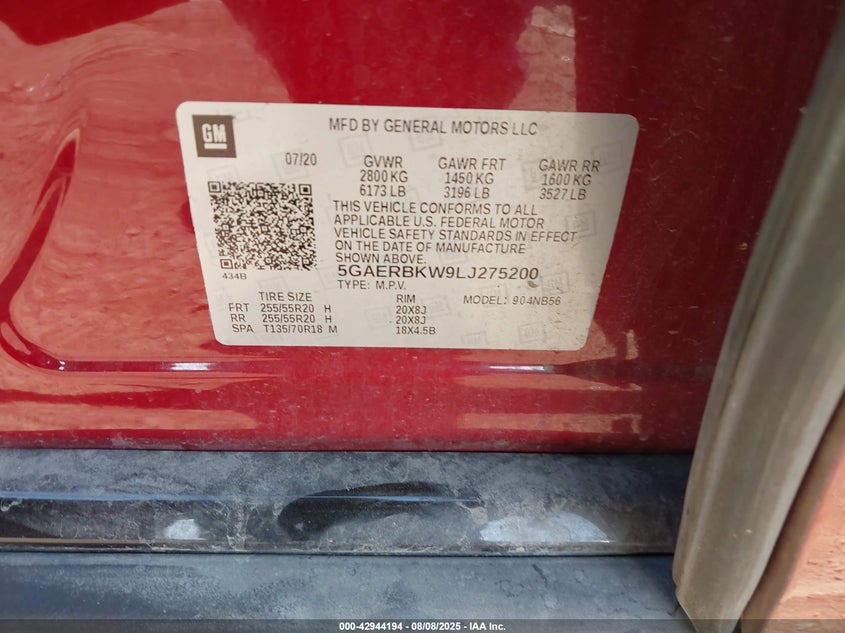 GM
MFD BY GENERAL MOTORS LLC
07/20 GVWR GAWR FRT GAWR RR
2800 KG 1450 KG 1600 KG
6173 LB 3196 LB 3527 LB
THIS VEHICLE CONFORMS TO ALL
APPLICABLE U.S. FEDERAL MOTOR
VEHICLE SAFETY STANDARDS IN EFFECT
ON THE DATE OF MANUFACTURE
SHOWN ABOVE.
434B
5GAERBKW9LJ275200
TYPE: M.P.V.
TIRE SIZE RIM MODEL: 904NB56
FRT 255/55R20 H 20X8J
RR 255/55R20 H 20X8J
SPA T135/70R18 M 18X4.5B
000-42944194 - 08/08/2025 - IAA Inc.